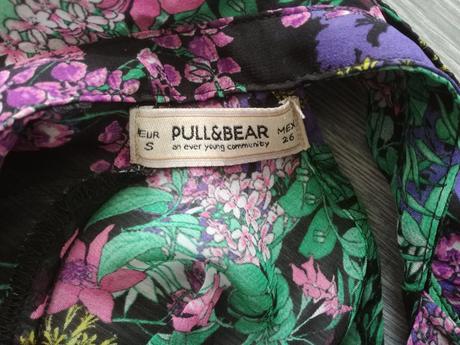 EUR
S
PULL&BEAR
an ever young community
MEX
26